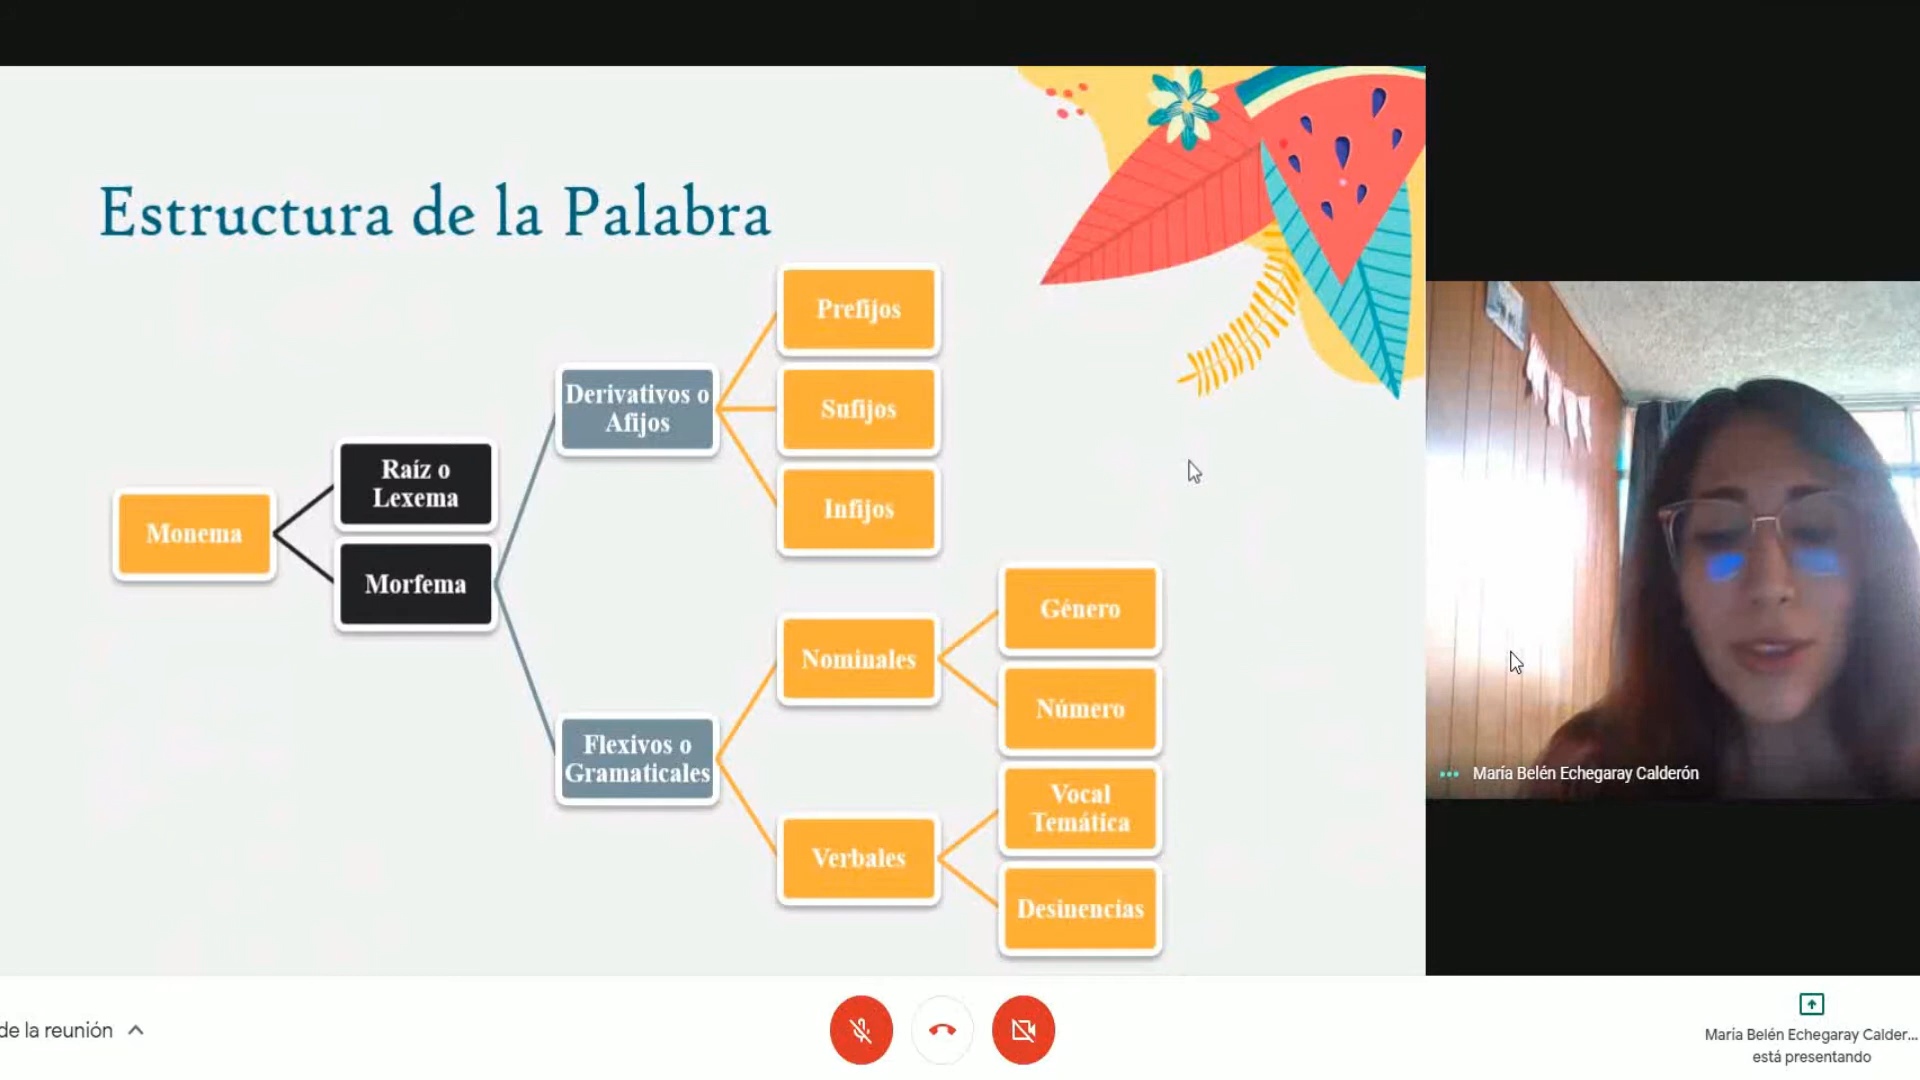 Estructura de la Palabra
Monema
Raíz o
Lexema
Morfema
Derivativos o
Afijos
Prefijos
Sufijos
Infijos
Flexivos o
Gramaticales
Nominales
Género
Número
Verbales
Vocal
Temática
Desinencias
María Belén Echegaray Calderón
de la reunión
María Belén Echegaray Calder...
está presentando